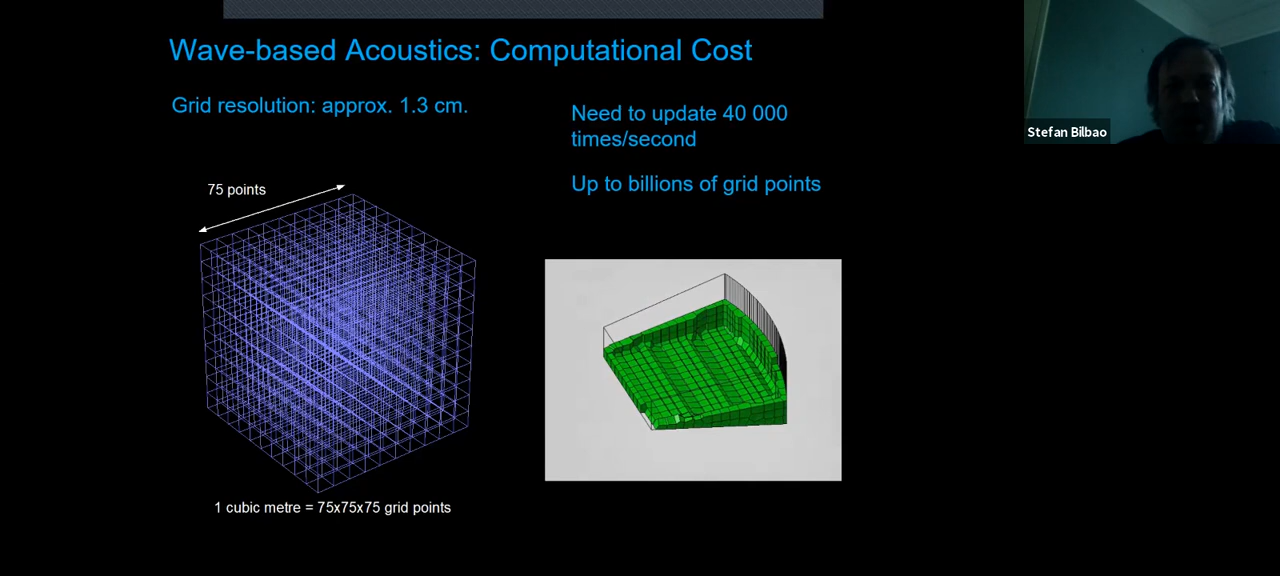 Wave-based Acoustics: Computational Cost
Grid resolution: approx. 1.3 cm.
Need to update 40 000
times/second
Up to billions of grid points
75 points
1 cubic metre = 75x75x75 grid points
Stefan Bilbao